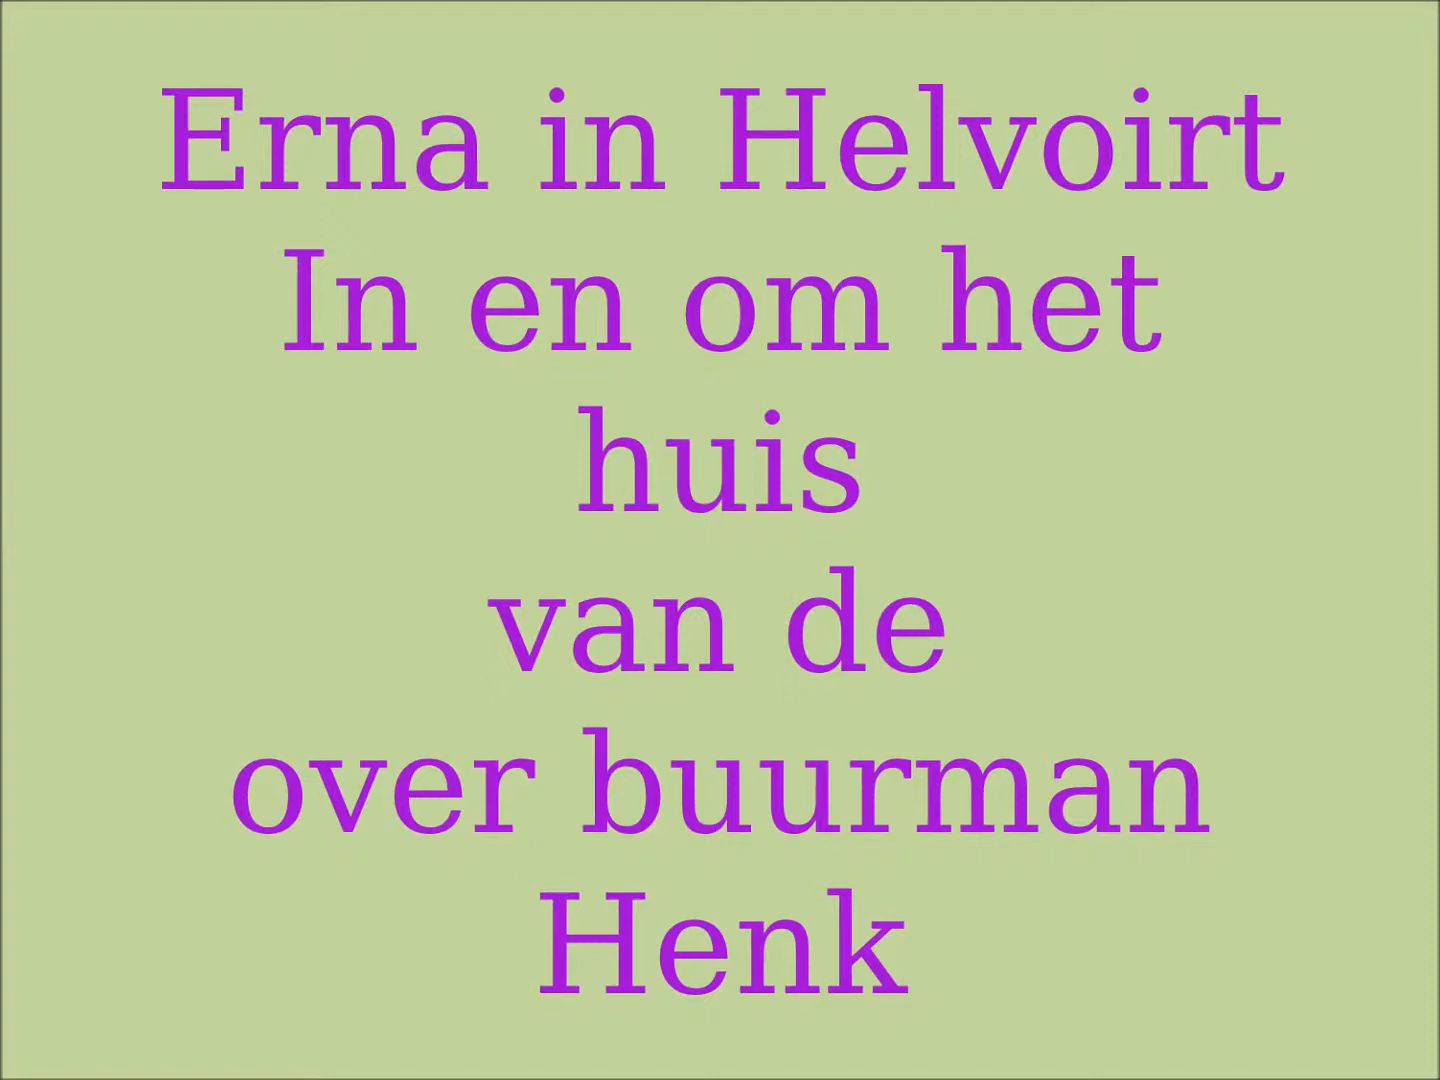 Erna in Helvoirt
In en om het
huis
van de
over buurman
Henk